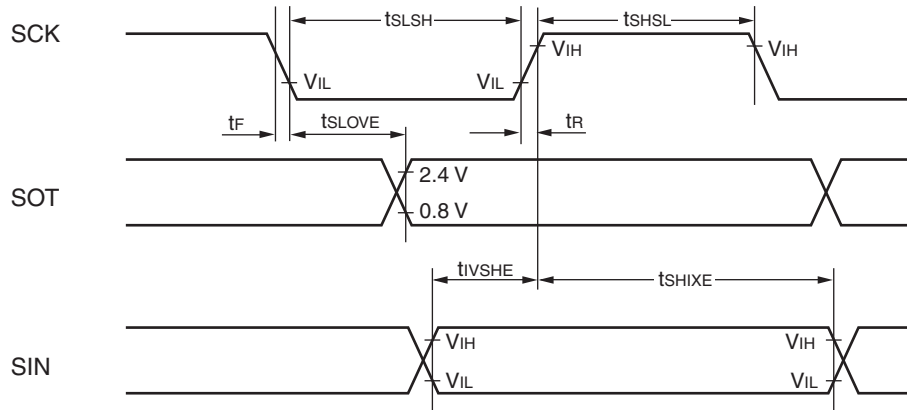 tSLSH tSHSL
SCK VIH VIH
VIL VIL
tF tSLOVE tR
2.4 V
SOT
0.8 V
tIVSHE tSHIXE
VIH VIH
SIN
VIL VIL